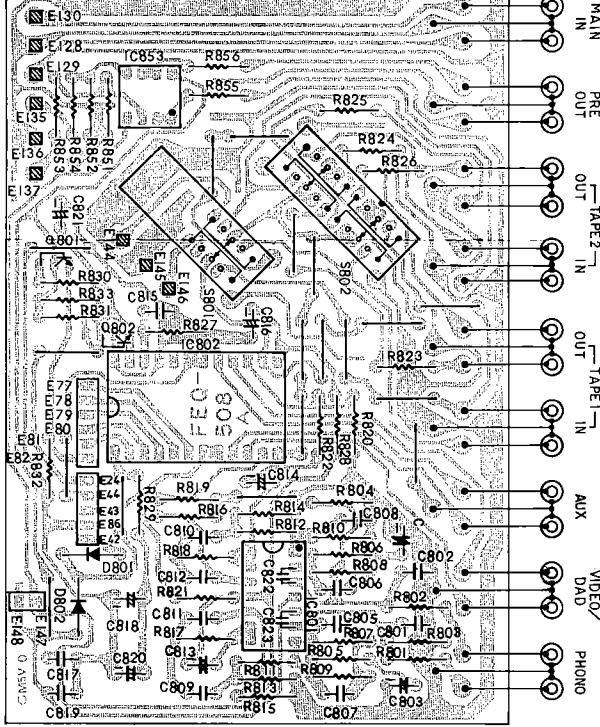 MAIN
IN
PRE
OUT
OUT
TAPE 2
IN
OUT
TAPE 1
IN
AUX
VIDEO/
DAD
PHONO
E130
E128
E129
E135
E136
E137
IC853
R856
R855
R853
R854
R852
R851
R825
R824
R826
C821
Q801
E144
E145
E146
S801
S802
R830
R833
R831
C815
R827
C816
Q802
IC802
FEQ-
508
A
R823
R822
R828
R820
E77
E78
E79
E80
E81
E82
R832
E24
E44
E43
E86
E42
R829
D801
D802
E147
E148
C814
R819
R816
C810
R818
C812
R821
C811
R817
C813
C809
C818
C820
C817
C819
R814
R812
C822
C823
IC801
R811
R813
R815
R804
C808
R810
R806
R808
C806
C805
R807
R805
R809
C807
C
C802
R802
C801
R803
R801
C803